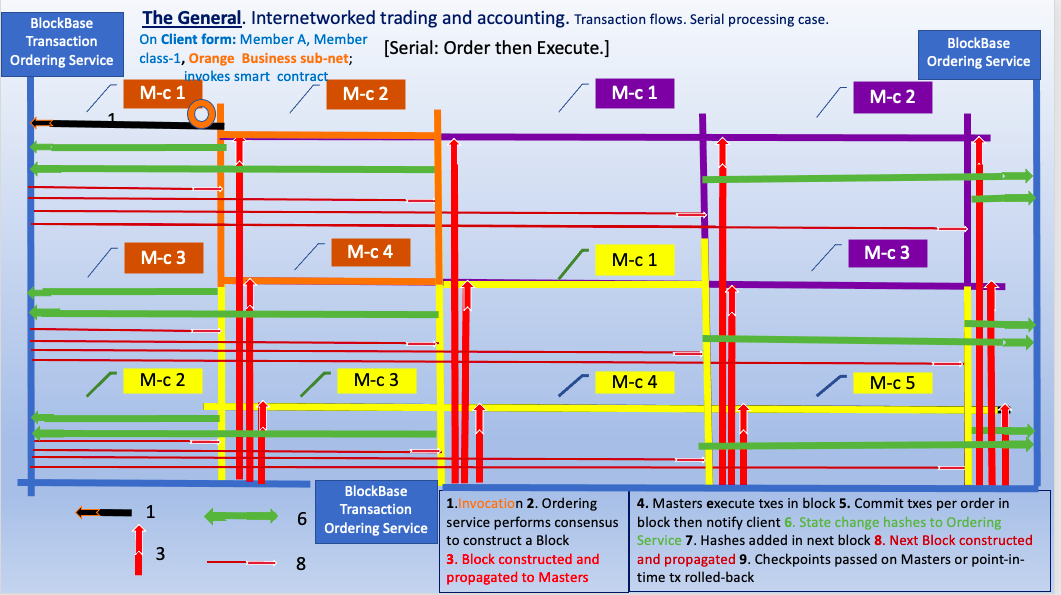 BlockBase
Transaction
Ordering Service
The General. Internetworked trading and accounting. Transaction flows. Serial processing case.
On Client form: Member A, Member
class-1, Orange Business sub-net;
invokes smart contract
[Serial: Order then Execute.]
BlockBase
Ordering Service
M-c 1
M-c 2
M-c 1
M-c 2
1
M-c 3
M-c 4
M-c 1
M-c 3
M-c 2
M-c 3
M-c 4
M-c 5
1
6
3
8
BlockBase
Transaction
Ordering Service
1.Invocation 2. Ordering
service performs consensus
to construct a Block
3. Block constructed and
propagated to Masters
4. Masters execute txes in block 5. Commit txes per order in
block then notify client 6. State change hashes to Ordering
Service 7. Hashes added in next block 8. Next Block constructed
and propagated 9. Checkpoints passed on Masters or point-in-
time tx rolled-back